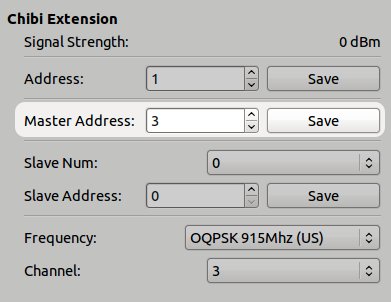 Chibi Extension
Signal Strength: 0 dBm
Address: 1 Save
Master Address: 3 Save
Slave Num: 0
Slave Address: 0 Save
Frequency: OQPSK 915Mhz (US)
Channel: 3